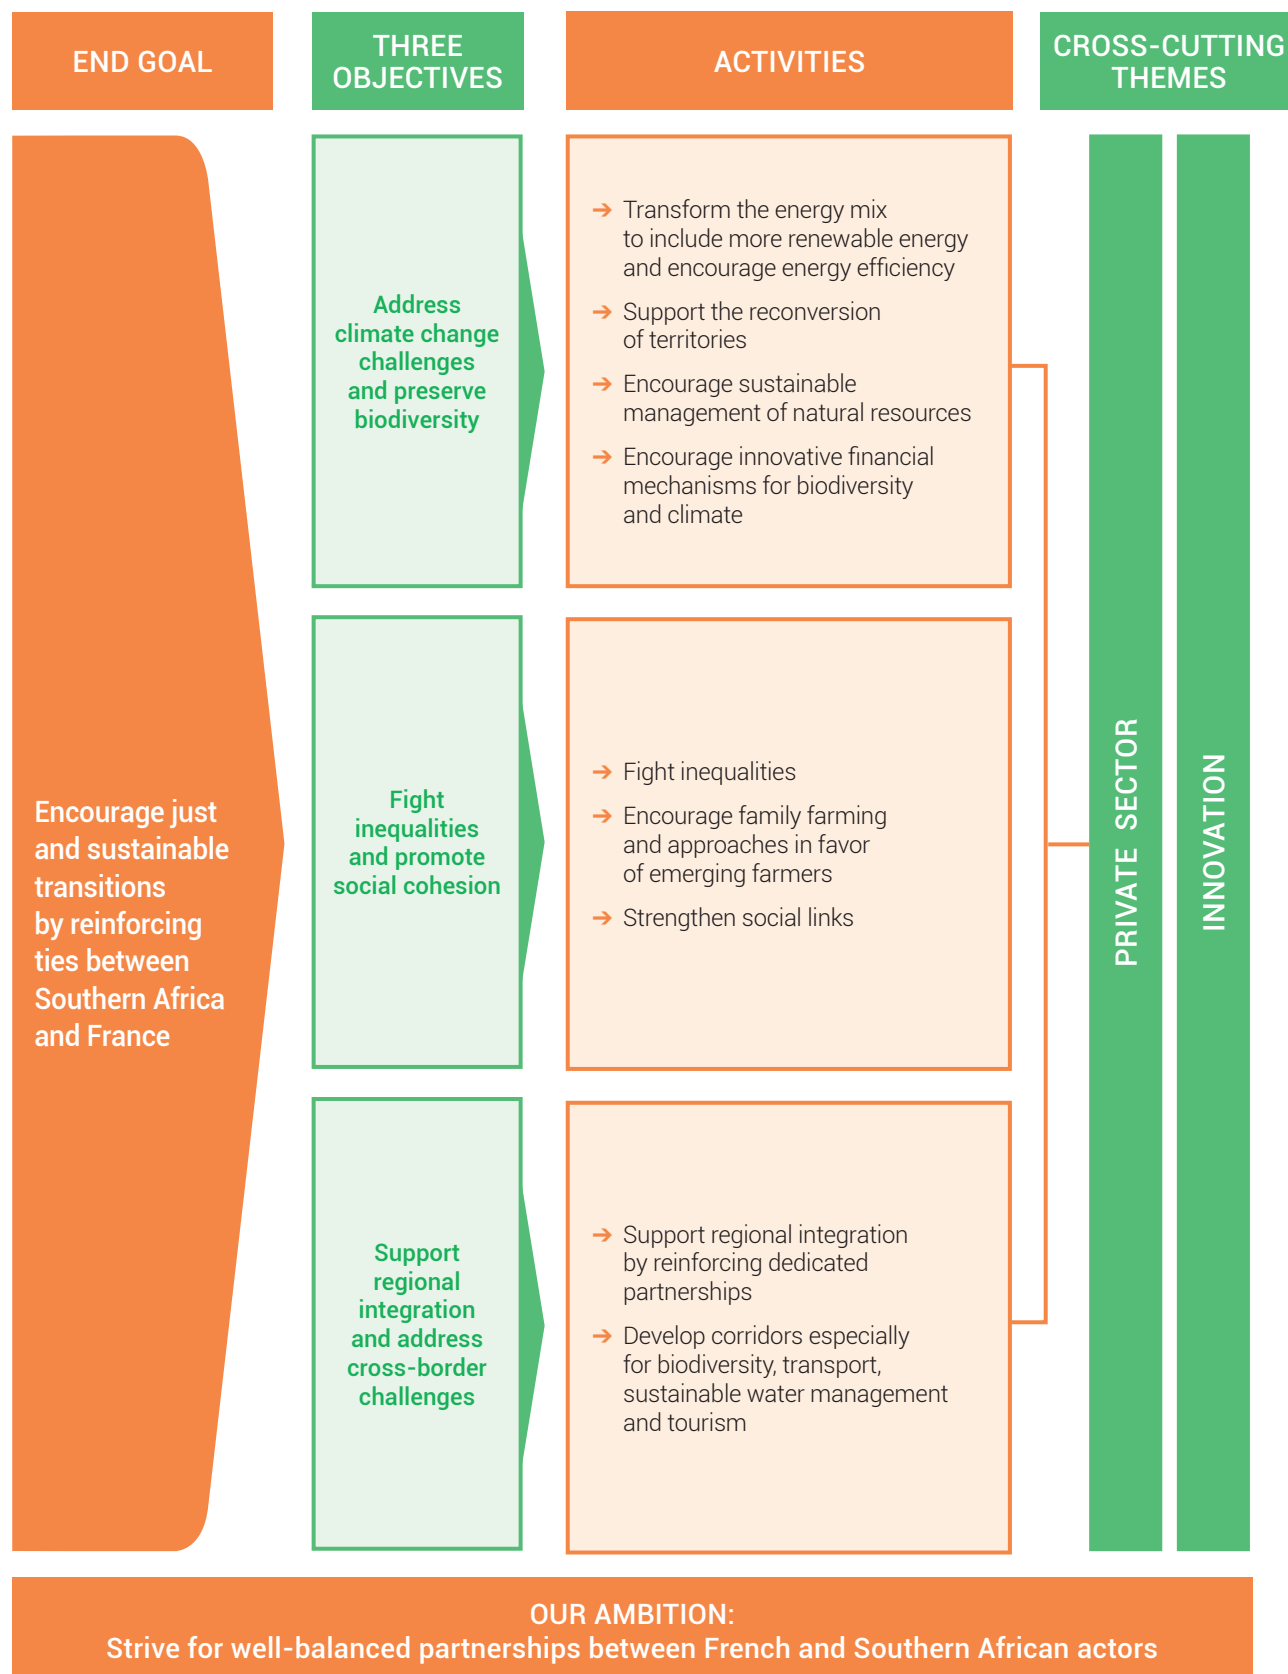 END GOAL
THREE
OBJECTIVES
ACTIVITIES
CROSS-CUTTING
THEMES
Encourage just
and sustainable
transitions
by reinforcing
ties between
Southern Africa
and France
Address
climate change
challenges
and preserve
biodiversity
➔ Transform the energy mix
to include more renewable energy
and encourage energy efficiency
➔ Support the reconversion
of territories
➔ Encourage sustainable
management of natural resources
➔ Encourage innovative financial
mechanisms for biodiversity
and climate
Fight
inequalities
and promote
social cohesion
➔ Fight inequalities
➔ Encourage family farming
and approaches in favor
of emerging farmers
➔ Strengthen social links
Support
regional
integration
and address
cross-border
challenges
➔ Support regional integration
by reinforcing dedicated
partnerships
➔ Develop corridors especially
for biodiversity, transport,
sustainable water management
and tourism
PRIVATE SECTOR
INNOVATION
OUR AMBITION:
Strive for well-balanced partnerships between French and Southern African actors